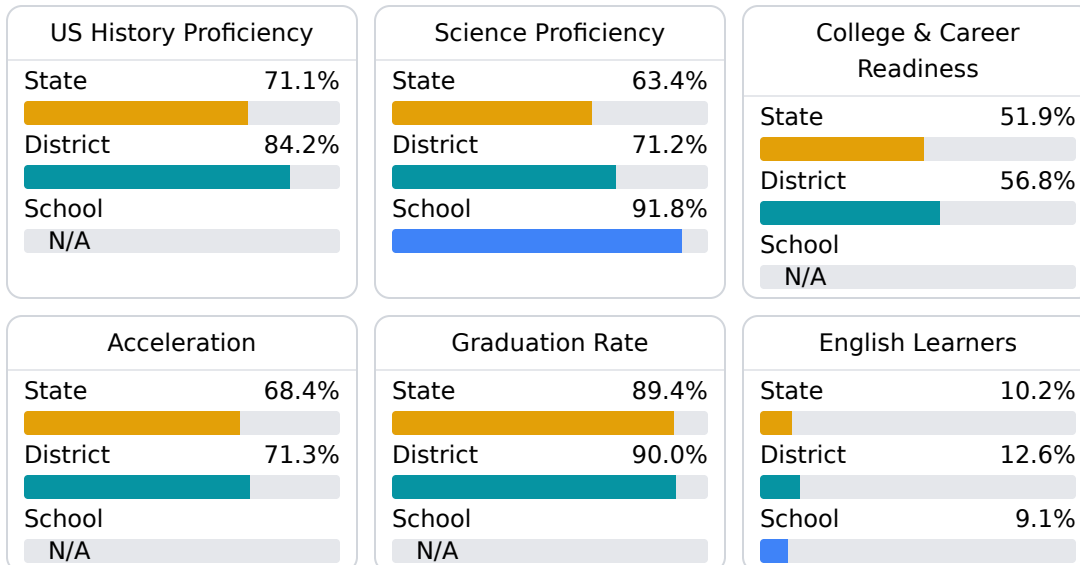 US History Proficiency
State 71.1%
District 84.2%
School
N/A
Science Proficiency
State 63.4%
District 71.2%
School 91.8%
College & Career
Readiness
State 51.9%
District 56.8%
School
N/A
Acceleration
State 68.4%
District 71.3%
School
N/A
Graduation Rate
State 89.4%
District 90.0%
School
N/A
English Learners
State 10.2%
District 12.6%
School 9.1%